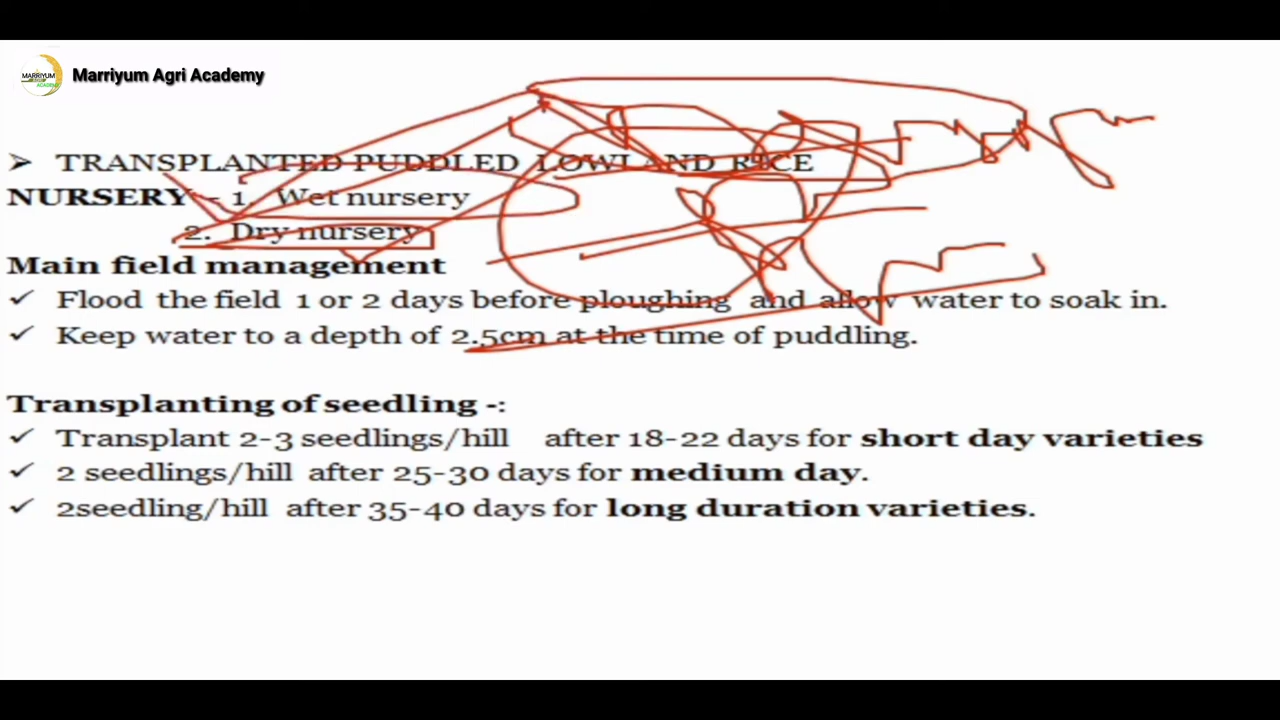 MARRIYUM
Marriyum Agri Academy
➢ TRANSPLANTED PUDDLED LOWLAND RICE
NURSERY - 1. Wet nursery
2. Dry nursery
Main field management
✓ Flood the field 1 or 2 days before ploughing and allow water to soak in.
✓ Keep water to a depth of 2.5cm at the time of puddling.
Transplanting of seedling -:
✓ Transplant 2-3 seedlings/hill after 18-22 days for short day varieties
✓ 2 seedlings/hill after 25-30 days for medium day.
✓ 2seedling/hill after 35-40 days for long duration varieties.